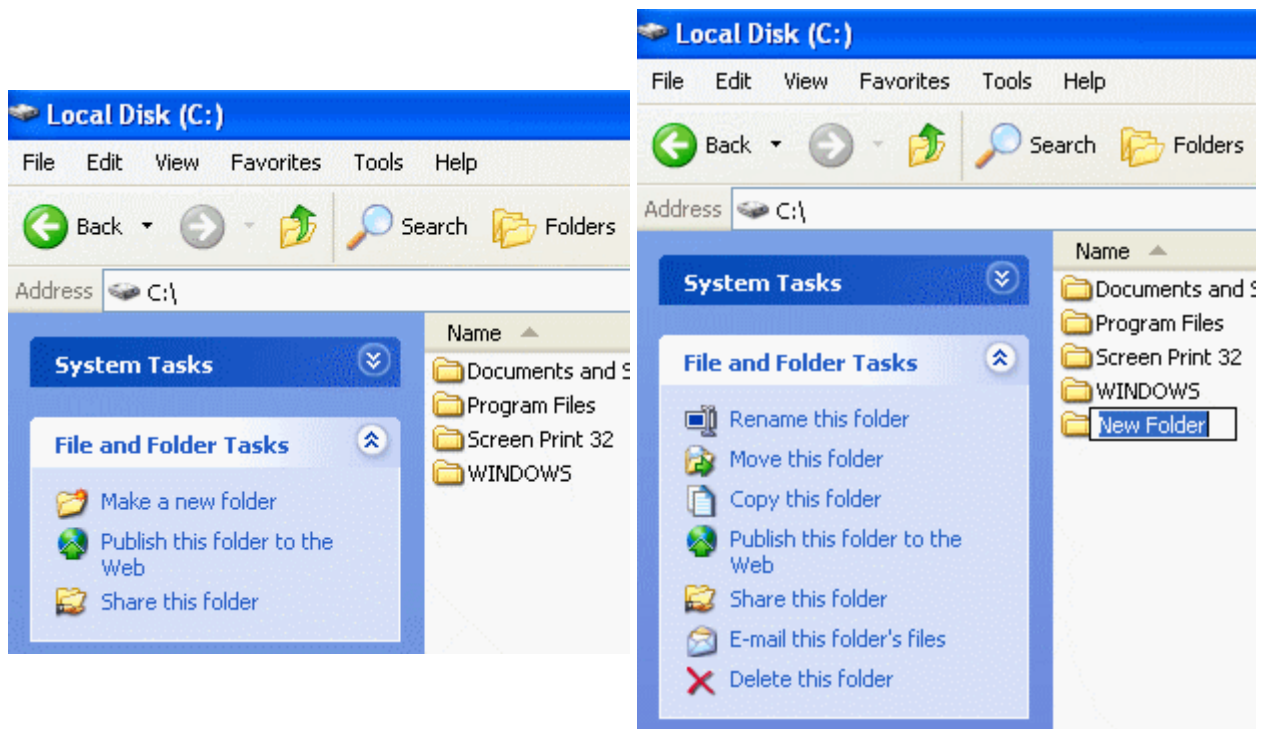 Local Disk (C:)
File Edit View Favorites Tools Help
Back Search Folders
Address C:\
Name
System Tasks
Documents and S
Program Files
Screen Print 32
WINDOWS
File and Folder Tasks
Make a new folder
Publish this folder to the
Web
Share this folder
Local Disk (C:)
File Edit View Favorites Tools Help
Back Search Folders
Address C:\
Name
System Tasks
Documents and S
Program Files
Screen Print 32
WINDOWS
New Folder
File and Folder Tasks
Rename this folder
Move this folder
Copy this folder
Publish this folder to the
Web
Share this folder
E-mail this folder's files
Delete this folder